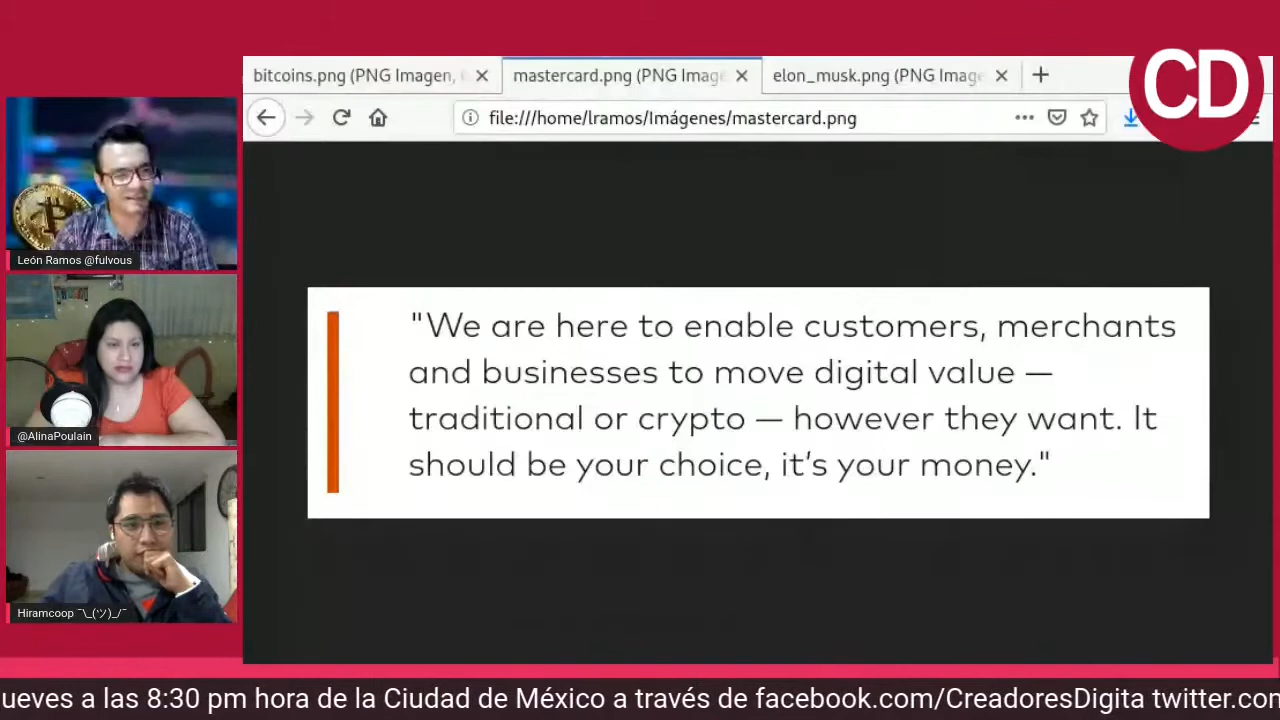 bitcoins.png (PNG Imagen,
mastercard.png (PNG Image
elon_musk.png (PNG Image
CD
file:///home/lramos/Imágenes/mastercard.png
León Ramos @fulvous
@AlinaPoulain
Hiramcoop ¯\_(ツ)_/¯
"We are here to enable customers, merchants
and businesses to move digital value —
traditional or crypto — however they want. It
should be your choice, it's your money."
ueves a las 8:30 pm hora de la Ciudad de México a través de facebook.com/CreadoresDigita twitter.com